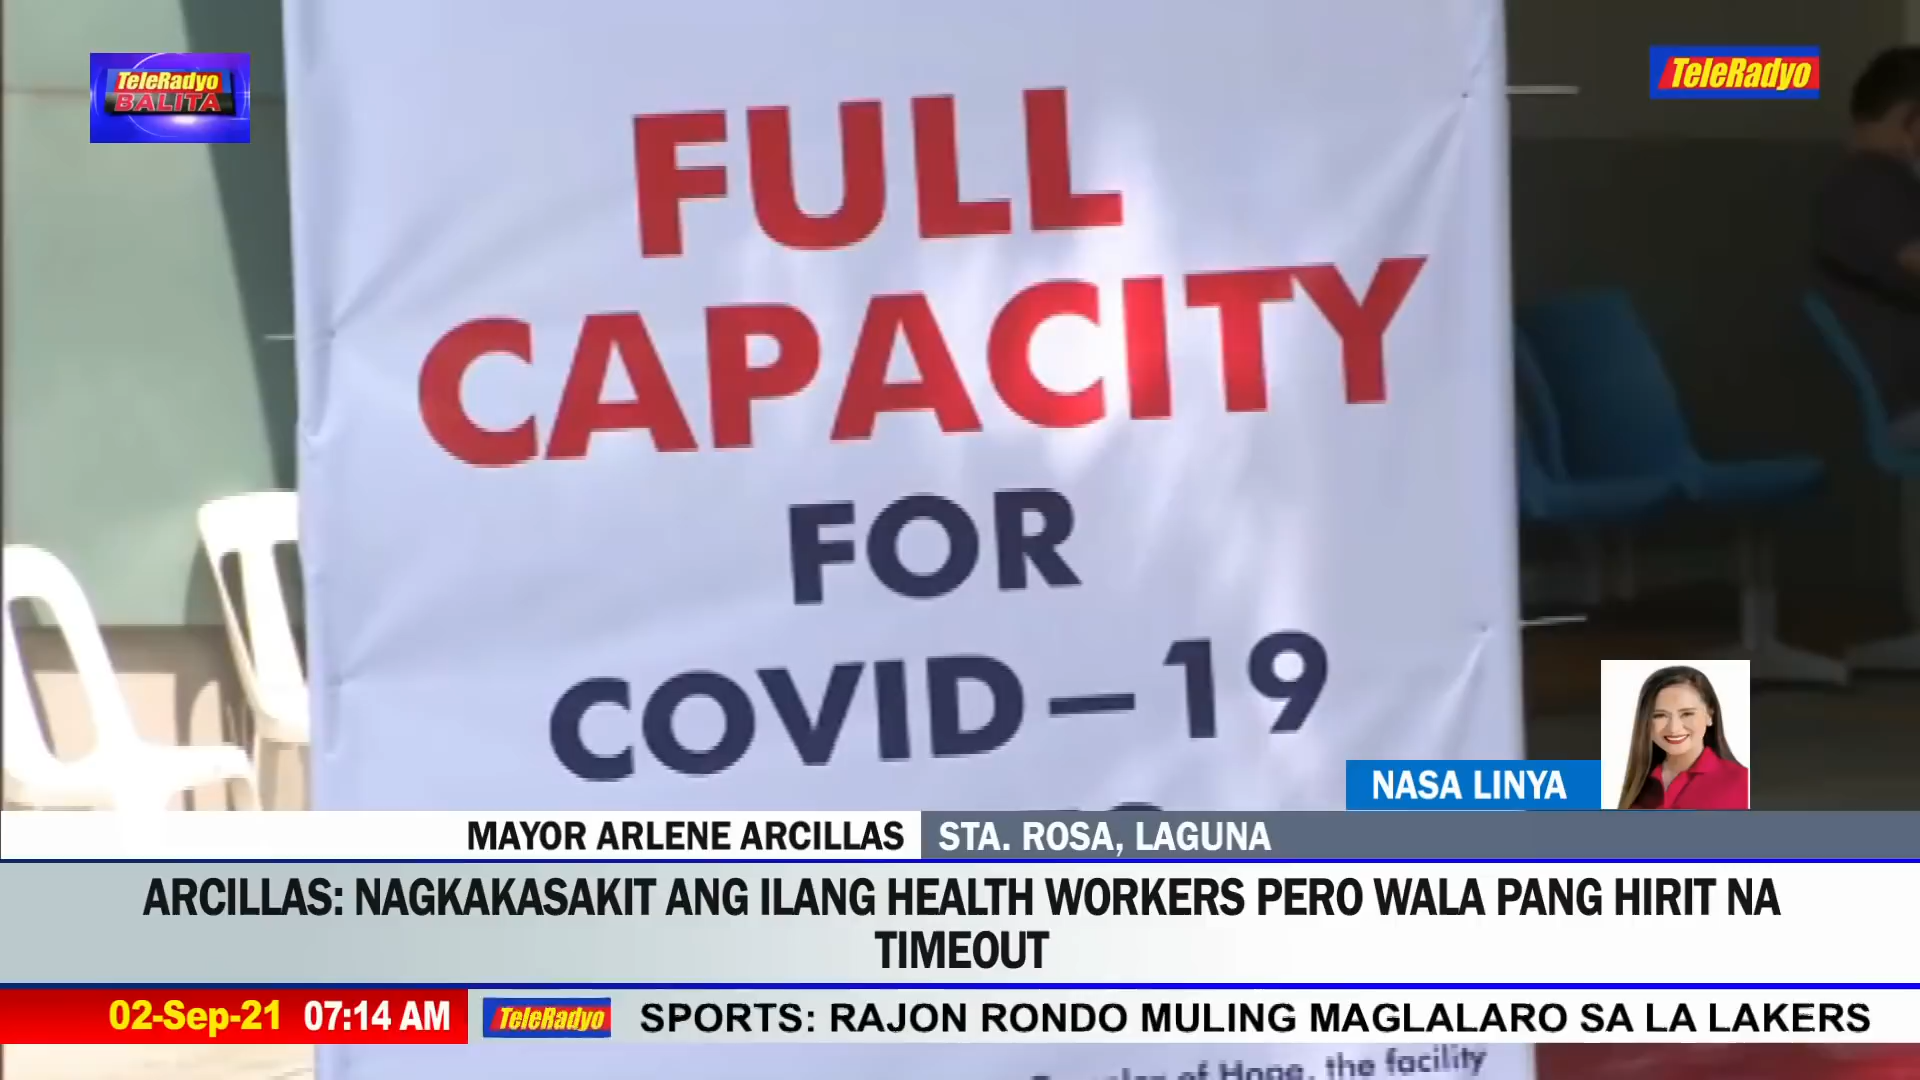 TeleRadyo
BALITA
TeleRadyo
FULL
CAPACITY
FOR
COVID-19
NASA LINYA
MAYOR ARLENE ARCILLAS
STA. ROSA, LAGUNA
ARCILLAS: NAGKAKASAKIT ANG ILANG HEALTH WORKERS PERO WALA PANG HIRIT NA
TIMEOUT
02-Sep-21 07:14 AM
TeleRadyo
SPORTS: RAJON RONDO MULING MAGLALARO SA LA LAKERS
of Hope, the facility